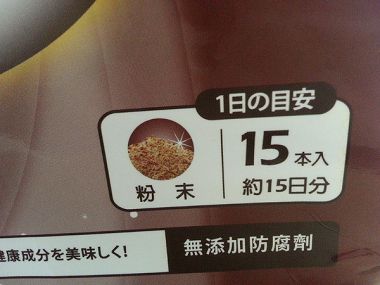 1日の目安
15本入
粉末
約15日分
健康成分を美味しく!
無添加防腐劑